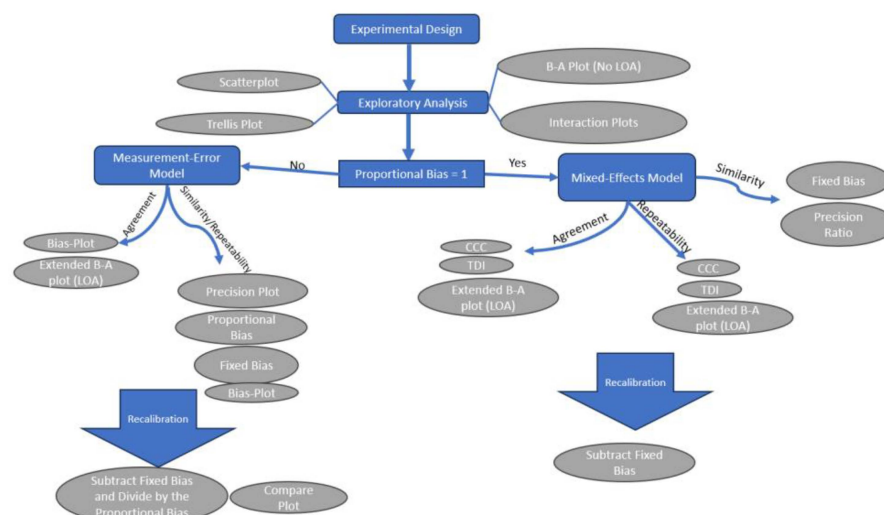 Experimental Design
Scatterplot
B-A Plot (No LOA)
Exploratory Analysis
Trellis Plot
Interaction Plots
Measurement-Error
Model
No
Proportional Bias = 1
Yes
Mixed-Effects Model
Similarity
Fixed Bias
Precision
Ratio
Agreement
Similarity/Repeatability
Bias-Plot
Extended B-A
plot (LOA)
Agreement
Repeatability
CCC
TDI
Extended B-A
plot (LOA)
CCC
TDI
Extended B-A
plot (LOA)
Precision Plot
Proportional
Bias
Fixed Bias
Bias-Plot
Recalibration
Recalibration
Subtract Fixed Bias
and Divide by the
Proportional Bias
Compare
Plot
Subtract Fixed
Bias